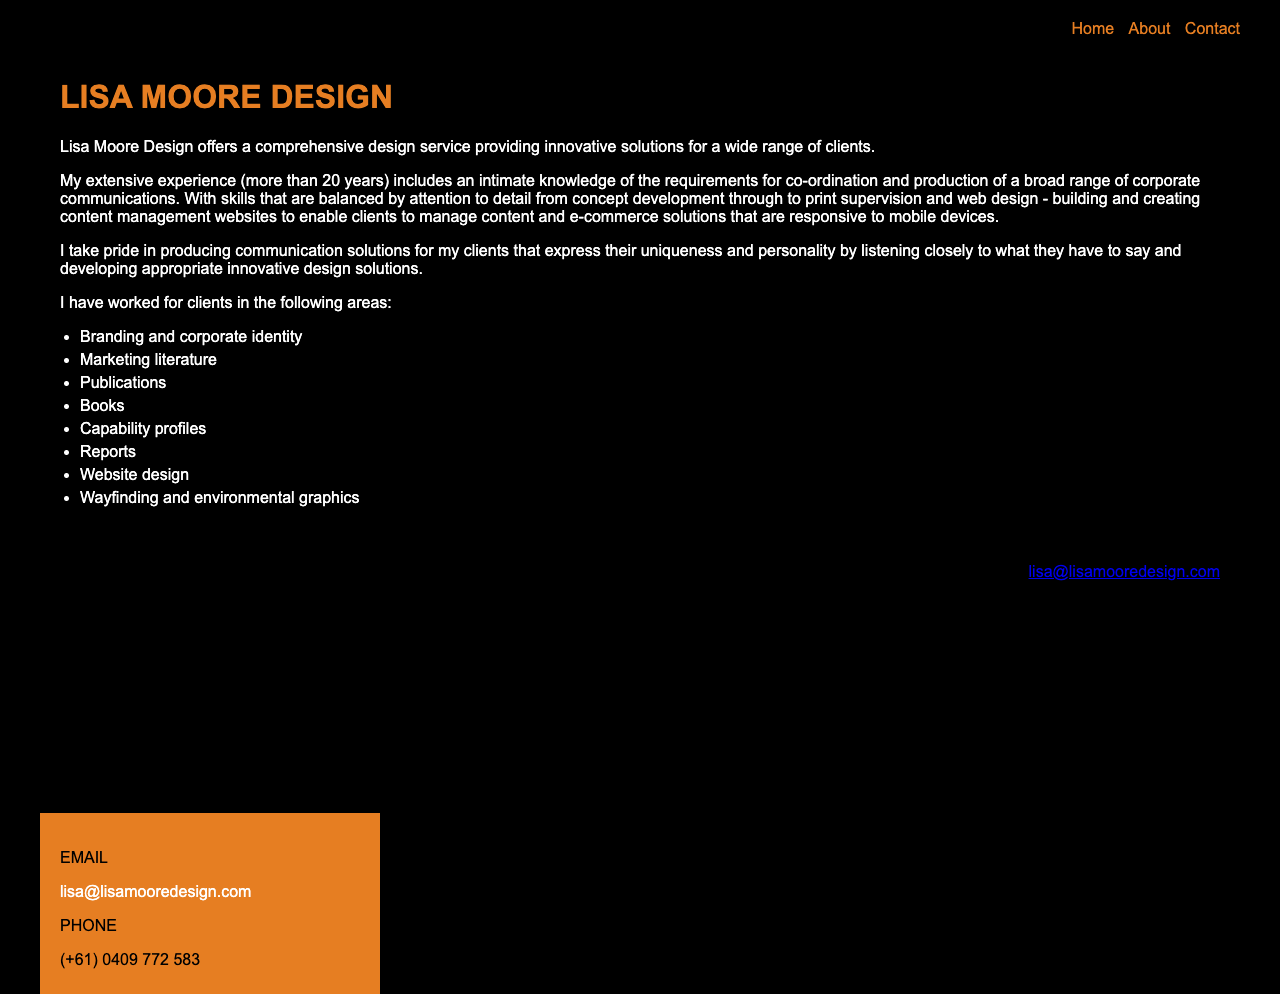 Home About Contact
LISA MOORE DESIGN
Lisa Moore Design offers a comprehensive design service providing innovative solutions for a wide range of clients.
My extensive experience (more than 20 years) includes an intimate knowledge of the requirements for co-ordination and production of a broad range of corporate
communications. With skills that are balanced by attention to detail from concept development through to print supervision and web design - building and creating
content management websites to enable clients to manage content and e-commerce solutions that are responsive to mobile devices.
I take pride in producing communication solutions for my clients that express their uniqueness and personality by listening closely to what they have to say and
developing appropriate innovative design solutions.
I have worked for clients in the following areas:
• Branding and corporate identity
• Marketing literature
• Publications
• Books
• Capability profiles
• Reports
• Website design
• Wayfinding and environmental graphics
lisa@lisamooredesign.com
EMAIL
lisa@lisamooredesign.com
PHONE
(+61) 0409 772 583